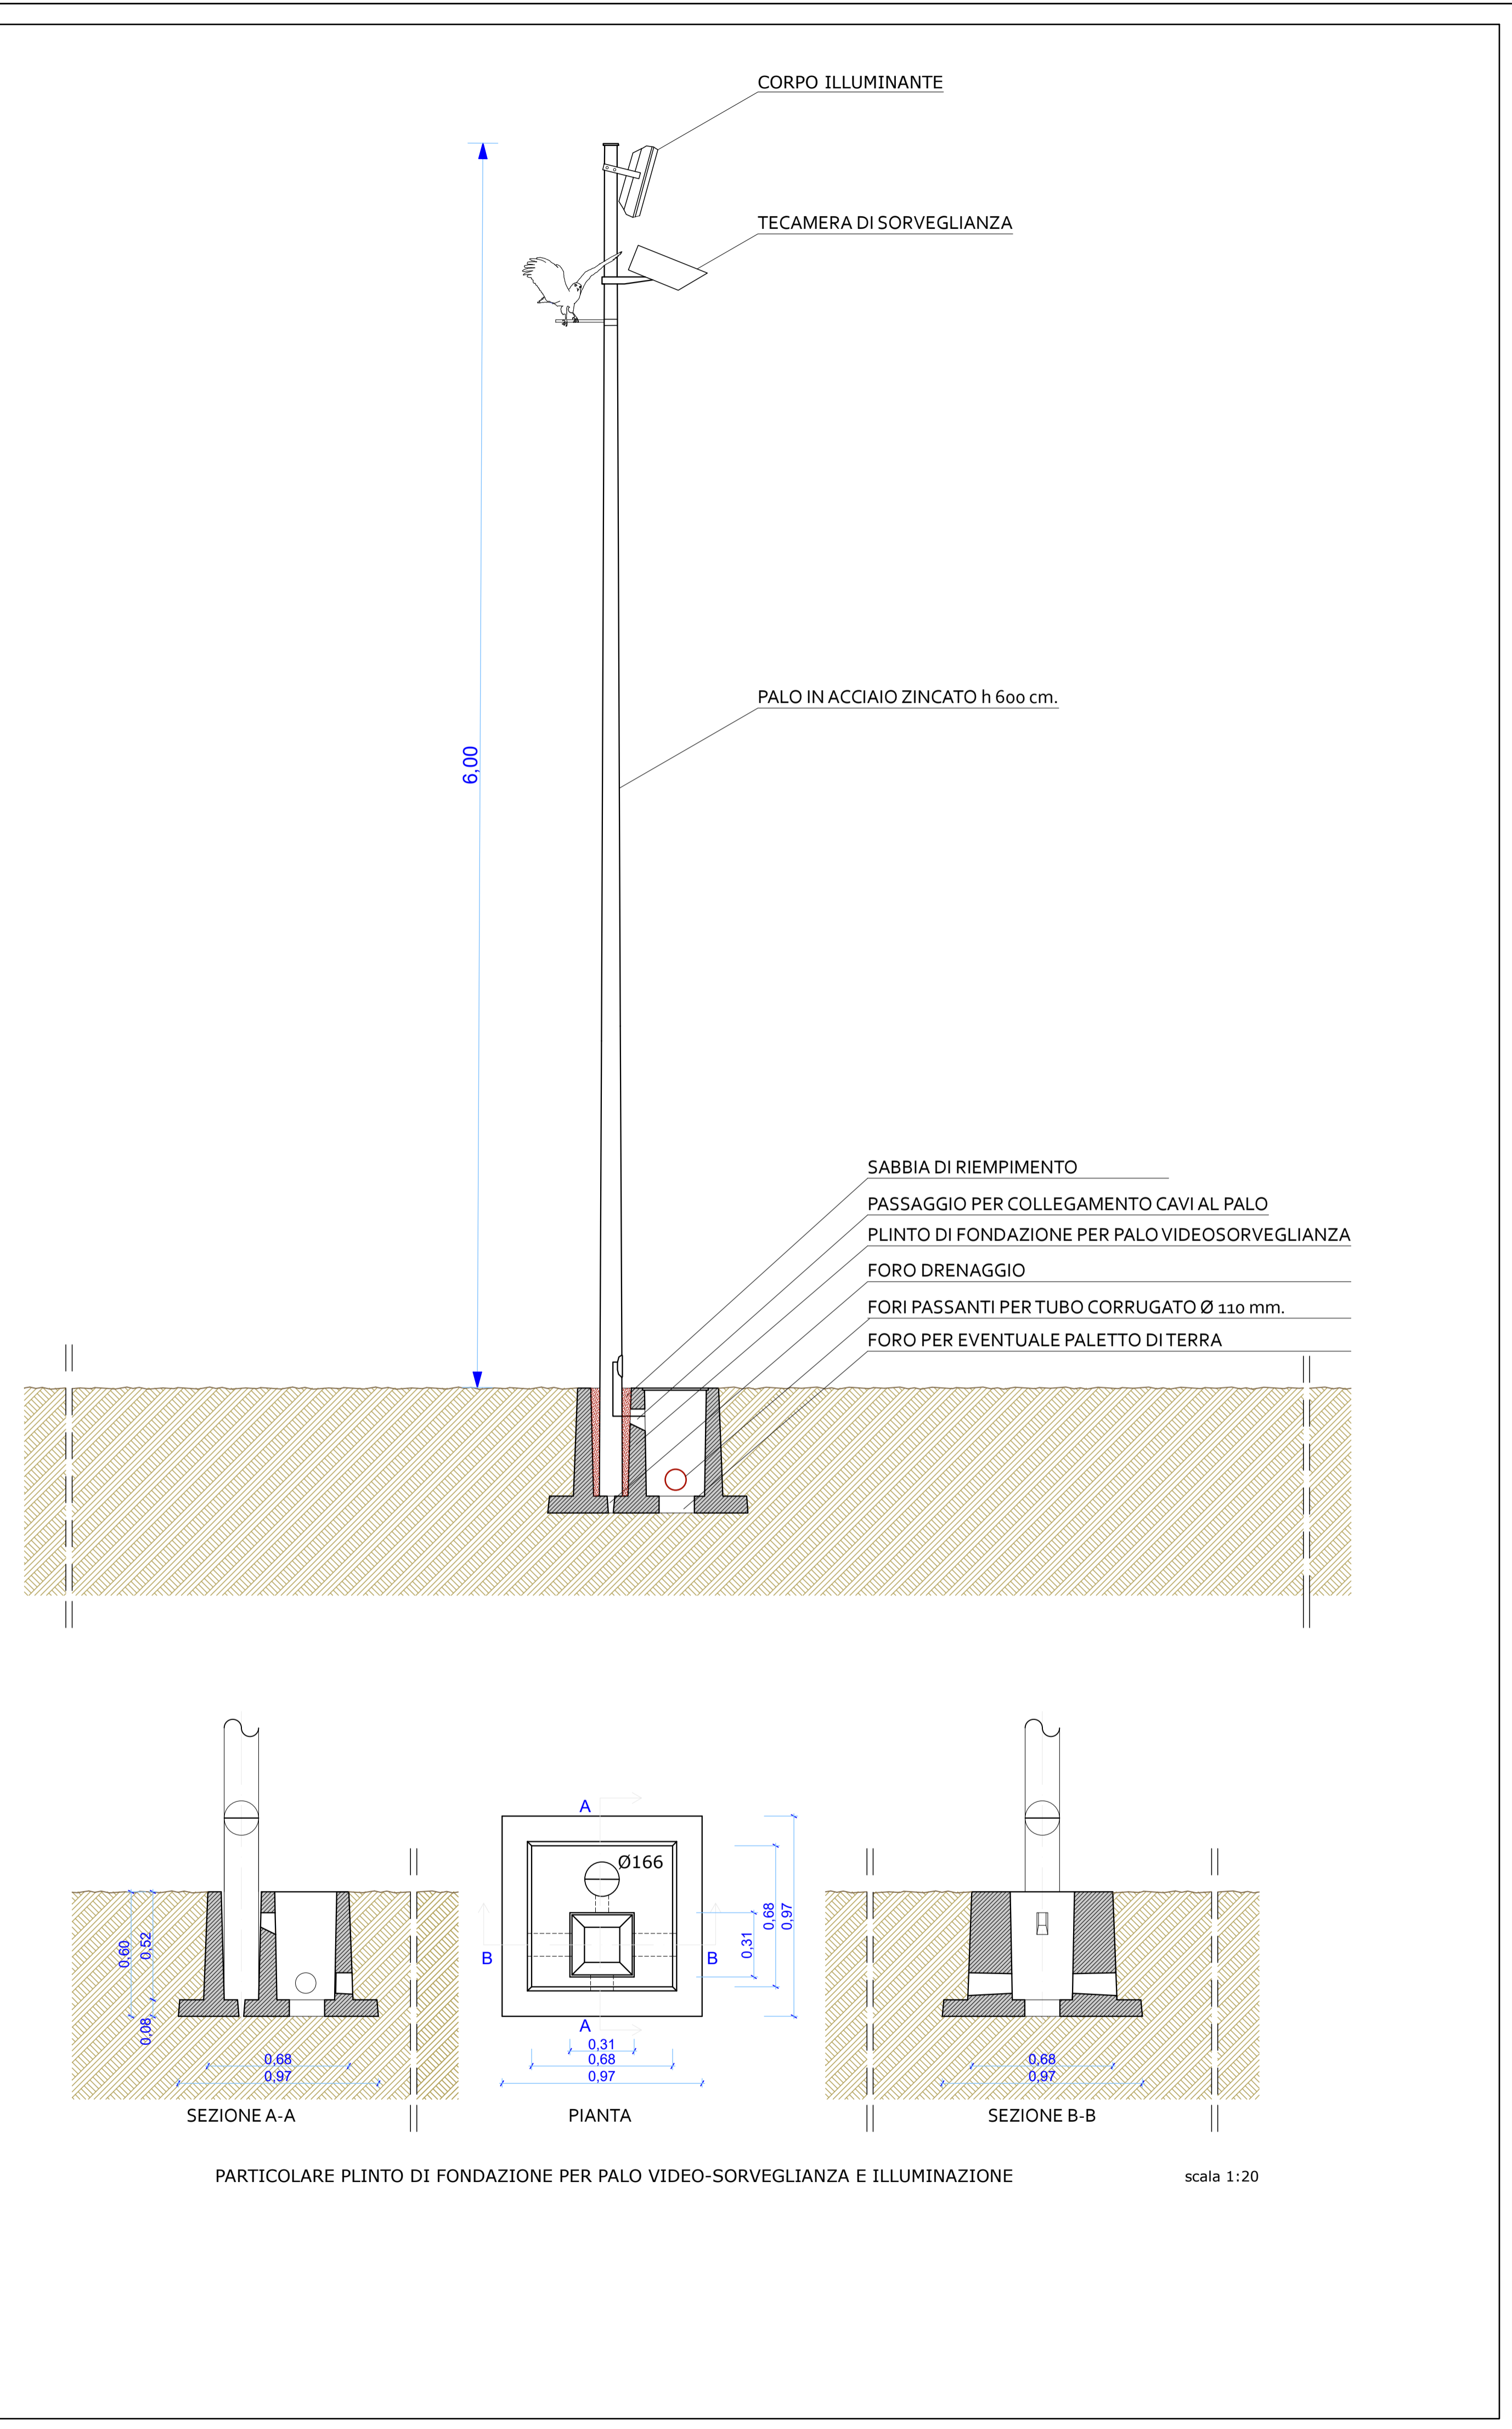 CORPO ILLUMINANTE
TECAMERA DI SORVEGLIANZA
PALO IN ACCIAIO ZINCATO h 600 cm.
6,00
SABBIA DI RIEMPIMENTO
PASSAGGIO PER COLLEGAMENTO CAVI AL PALO
PLINTO DI FONDAZIONE PER PALO VIDEOSORVEGLIANZA
FORO DRENAGGIO
FORI PASSANTI PER TUBO CORRUGATO Ø 110 mm.
FORO PER EVENTUALE PALETTO DI TERRA
0,60
0,52
0,08
0,68
0,97
SEZIONE A-A
A
Ø166
B
B
A
0,31
0,68
0,97
0,31
0,68
0,97
PIANTA
0,68
0,97
SEZIONE B-B
PARTICOLARE PLINTO DI FONDAZIONE PER PALO VIDEO-SORVEGLIANZA E ILLUMINAZIONE
scala 1:20